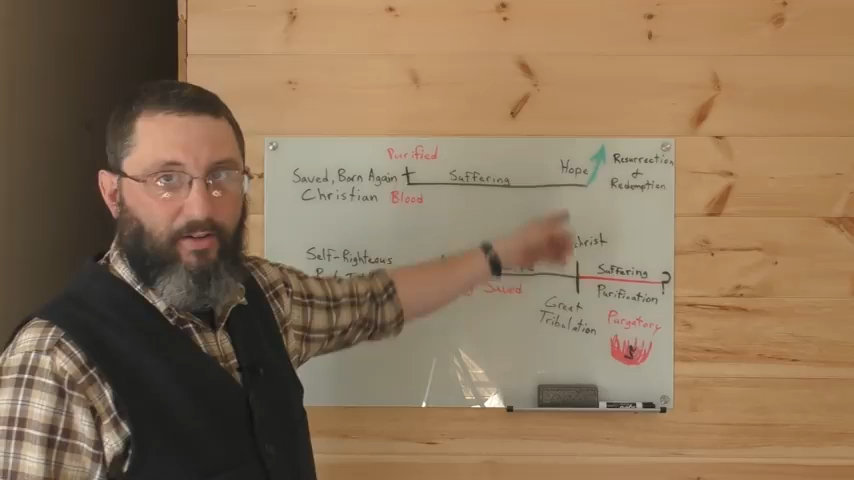 Purified
Saved, Born Again
Christian
Blood
Suffering
Hope
Resurrection
&
Redemption
Self-Righteous
christ
Saved
Great
Tribulation
Suffering ?
Purification
Purgatory